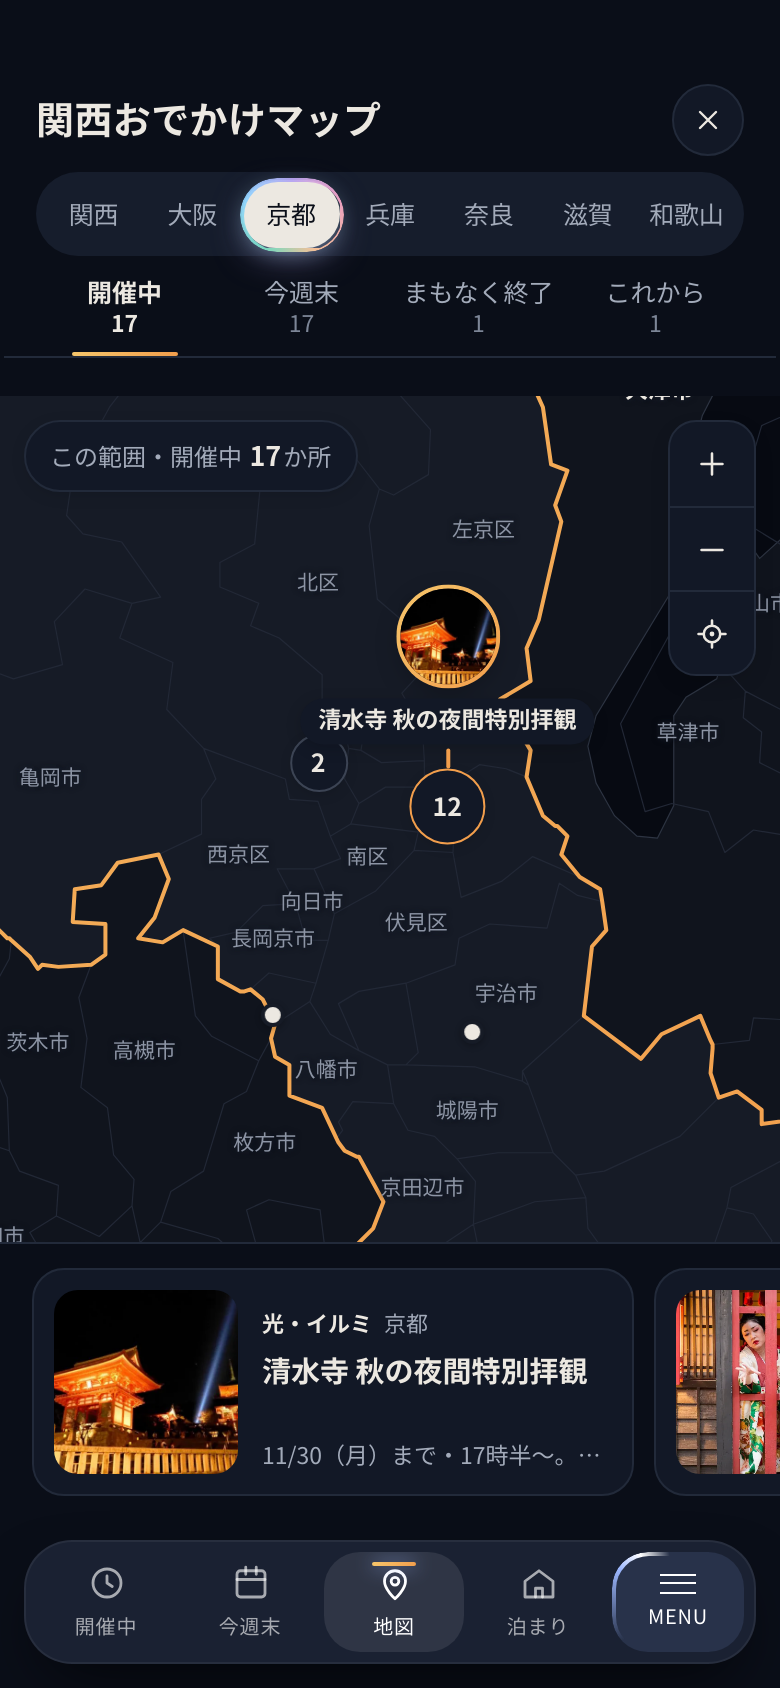 関西おでかけマップ
関西 大阪 京都 兵庫 奈良 滋賀 和歌山
開催中 今週末 まもなく終了 これから
17 17 1 1
この範囲・開催中 17か所
左京区
北区
清水寺 秋の夜間特別拝観
草津市
2
亀岡市
12
西京区 南区
向日市
伏見区
長岡京市
宇治市
茨木市 高槻市
八幡市
城陽市
枚方市
京田辺市
光・イルミ 京都
清水寺 秋の夜間特別拝観
11/30（月）まで・17時半〜。…
開催中 今週末 地図 泊まり MENU